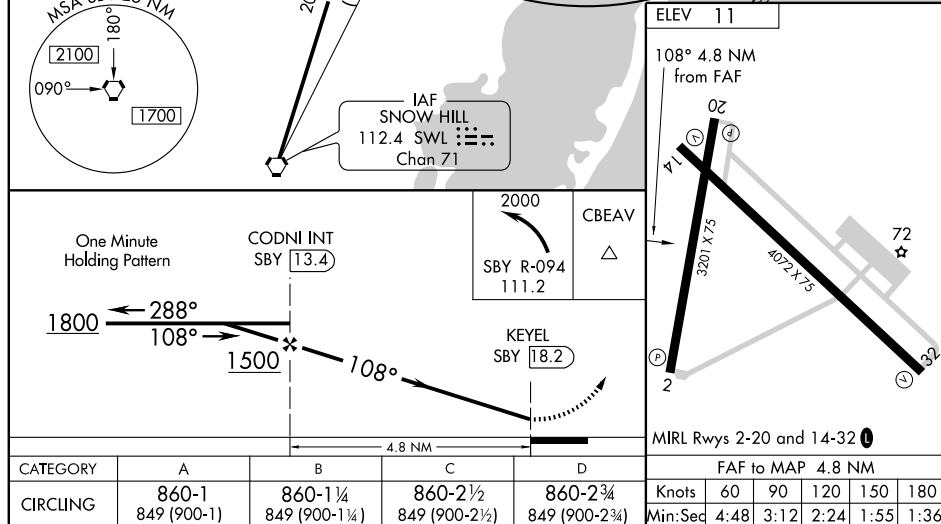 180°
2100
090°
1700
IAF
SNOW HILL
112.4 SWL
Chan 71
ELEV 11
108° 4.8 NM
from FAF
20
V
P
14
3201 X 75
4072 X 75
72
P
2
32
V
MIRL Rwys 2-20 and 14-32 L
One Minute
Holding Pattern
CODNI INT
SBY 13.4
2000
SBY R-094
111.2
CBEAV
288°
1800
108°
1500
108°
KEYEL
SBY 18.2
4.8 NM
CATEGORY A B C D
CIRCLING 860-1 860-1¼ 860-2½ 860-2¾
849 (900-1) 849 (900-1¼) 849 (900-2½) 849 (900-2¾)
FAF to MAP 4.8 NM
Knots 60 90 120 150 180
Min:Sec 4:48 3:12 2:24 1:55 1:36